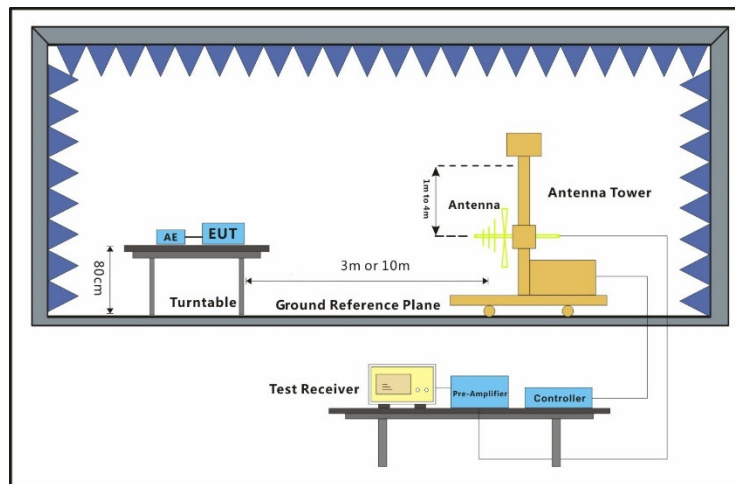 1m to 4m
Antenna
Antenna Tower
AE
EUT
80cm
3m or 10m
Turntable
Ground Reference Plane
Test Receiver
Pre-Amplifier
Controller